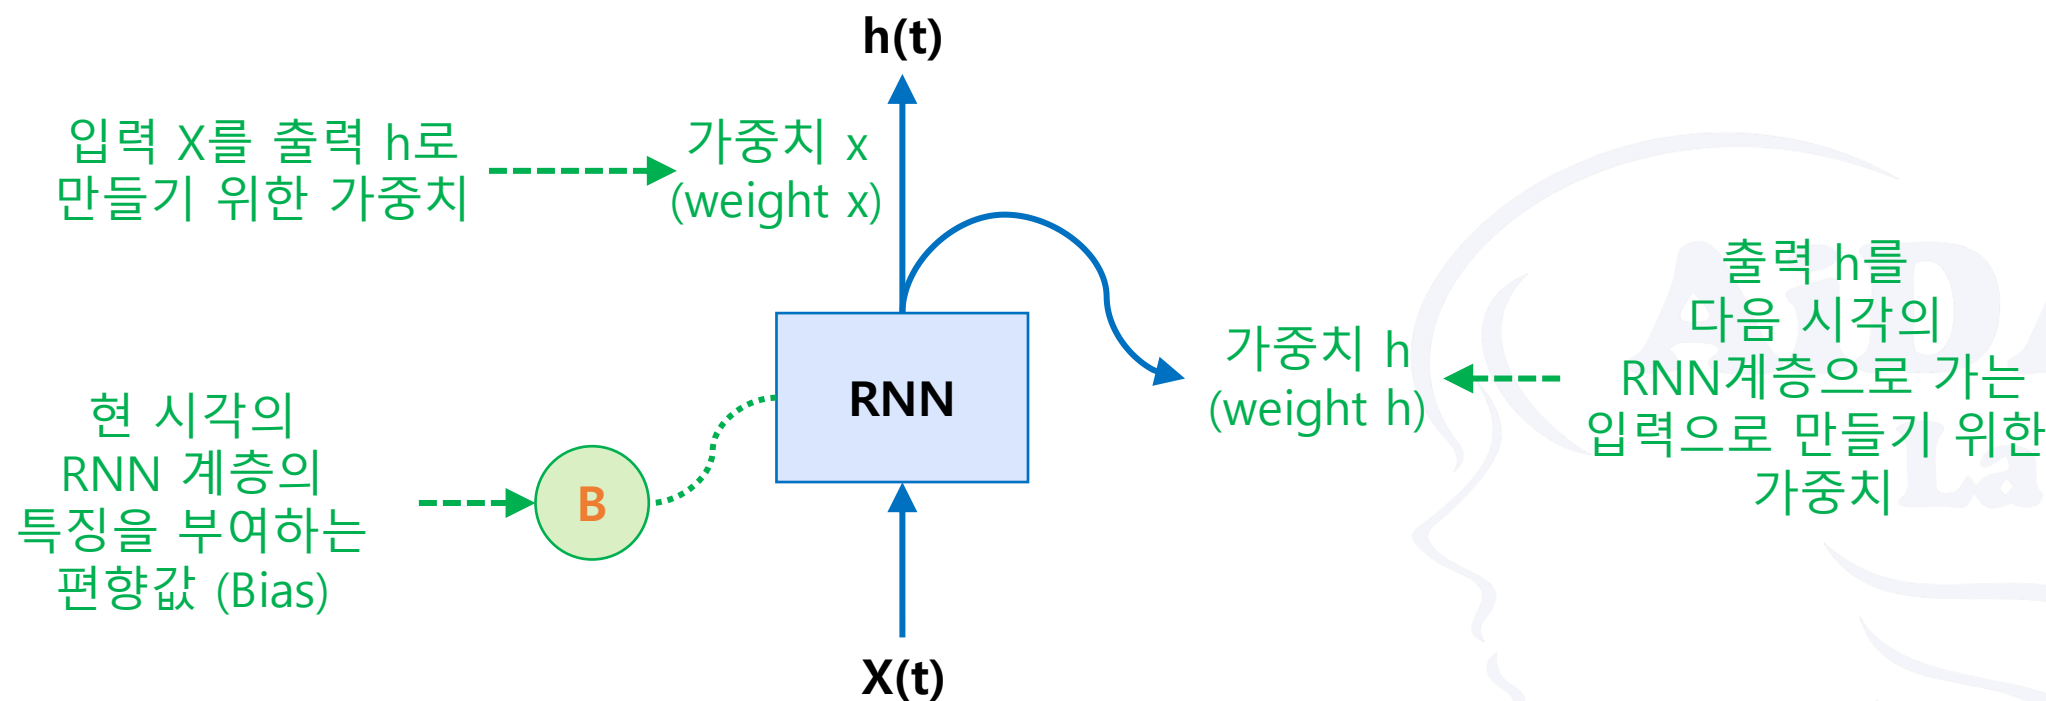 h(t)
입력 X를 출력 h로
만들기 위한 가중치
가중치 x
(weight x)
출력 h를
다음 시각의
RNN계층으로 가는
입력으로 만들기 위한
가중치
가중치 h
(weight h)
RNN
현 시각의
RNN 계층의
특징을 부여하는
편향값 (Bias)
B
X(t)